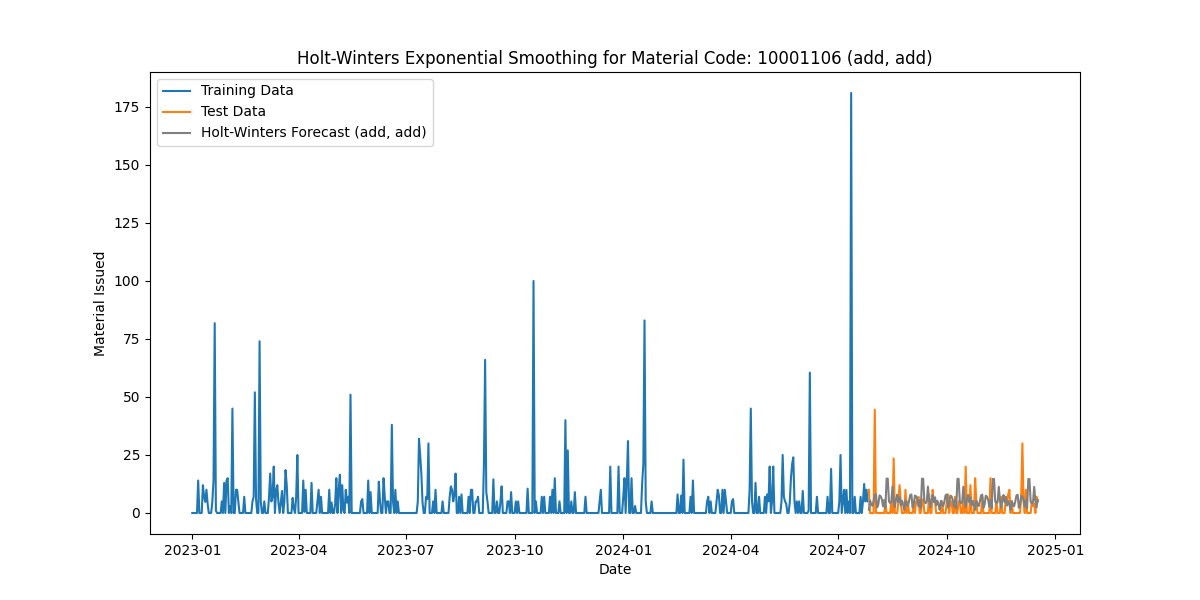 Holt-Winters Exponential Smoothing for Material Code: 10001106 (add, add)
Training Data
Test Data
Holt-Winters Forecast (add, add)
Material Issued
175
150
125
100
75
50
25
0
2023-01 2023-04 2023-07 2023-10 2024-01 2024-04 2024-07 2024-10 2025-01
Date